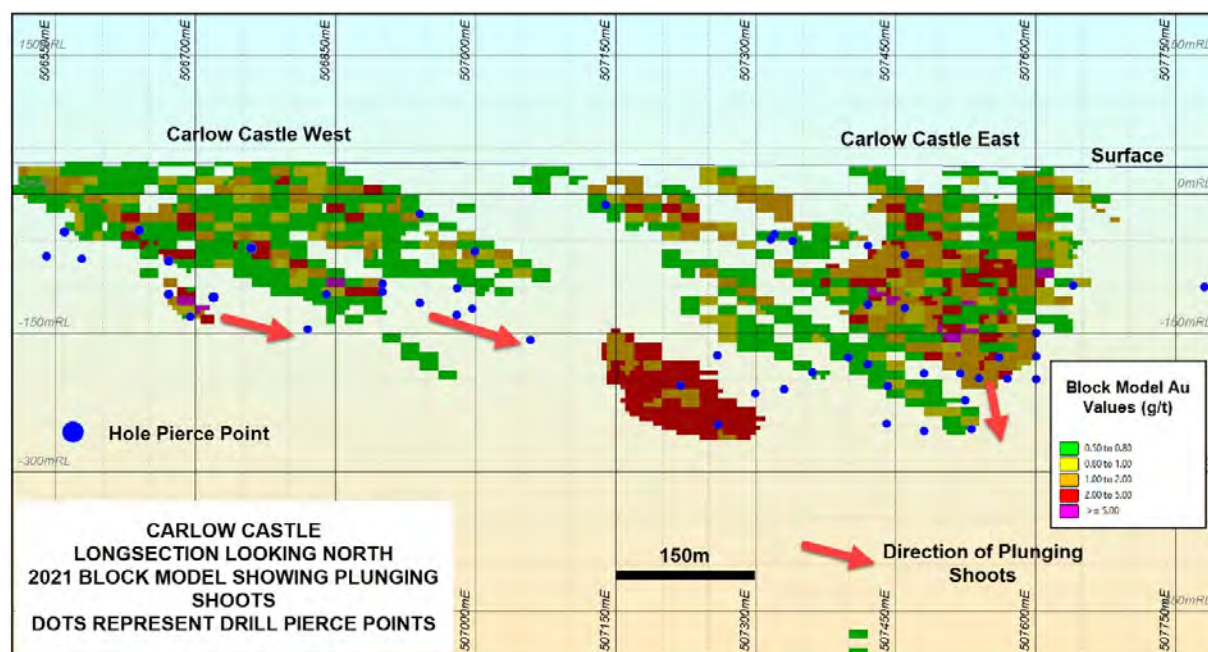 506550mE
506700mE
506850mE
507000mE
507150mE
507300mE
507450mE
507600mE
507750mE
150mRL
Carlow Castle West
Carlow Castle East
Surface
0mRL
-150mRL
-150mRL
Block Model Au
Values (g/t)
0.50 to 0.80
0.80 to 1.00
1.00 to 2.00
2.00 to 5.00
>= 5.00
Hole Pierce Point
-300mRL
CARLOW CASTLE
LONGSECTION LOOKING NORTH
2021 BLOCK MODEL SHOWING PLUNGING
SHOOTS
DOTS REPRESENT DRILL PIERCE POINTS
150m
Direction of Plunging
Shoots
507000mE
507150mE
507300mE
507450mE
507600mE
507750mE